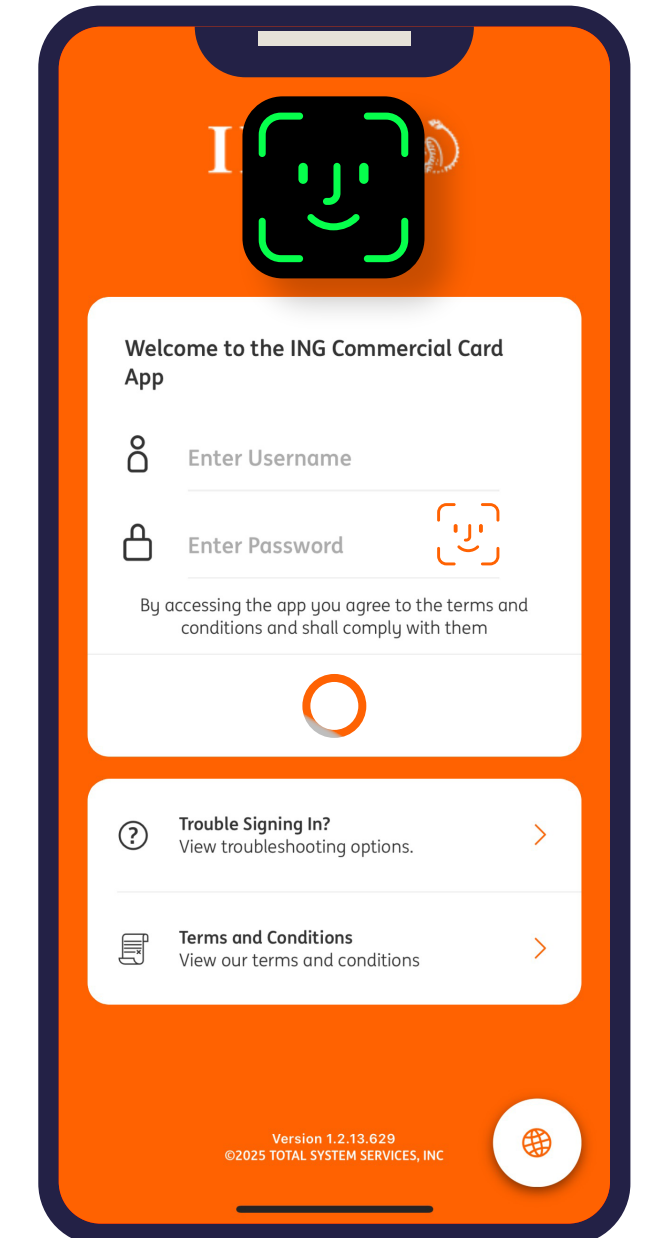 Welcome to the ING Commercial Card
App
Enter Username
Enter Password
By accessing the app you agree to the terms and
conditions and shall comply with them
Trouble Signing In?
View troubleshooting options.
Terms and Conditions
View our terms and conditions
Version 1.2.13.629
©2025 TOTAL SYSTEM SERVICES, INC